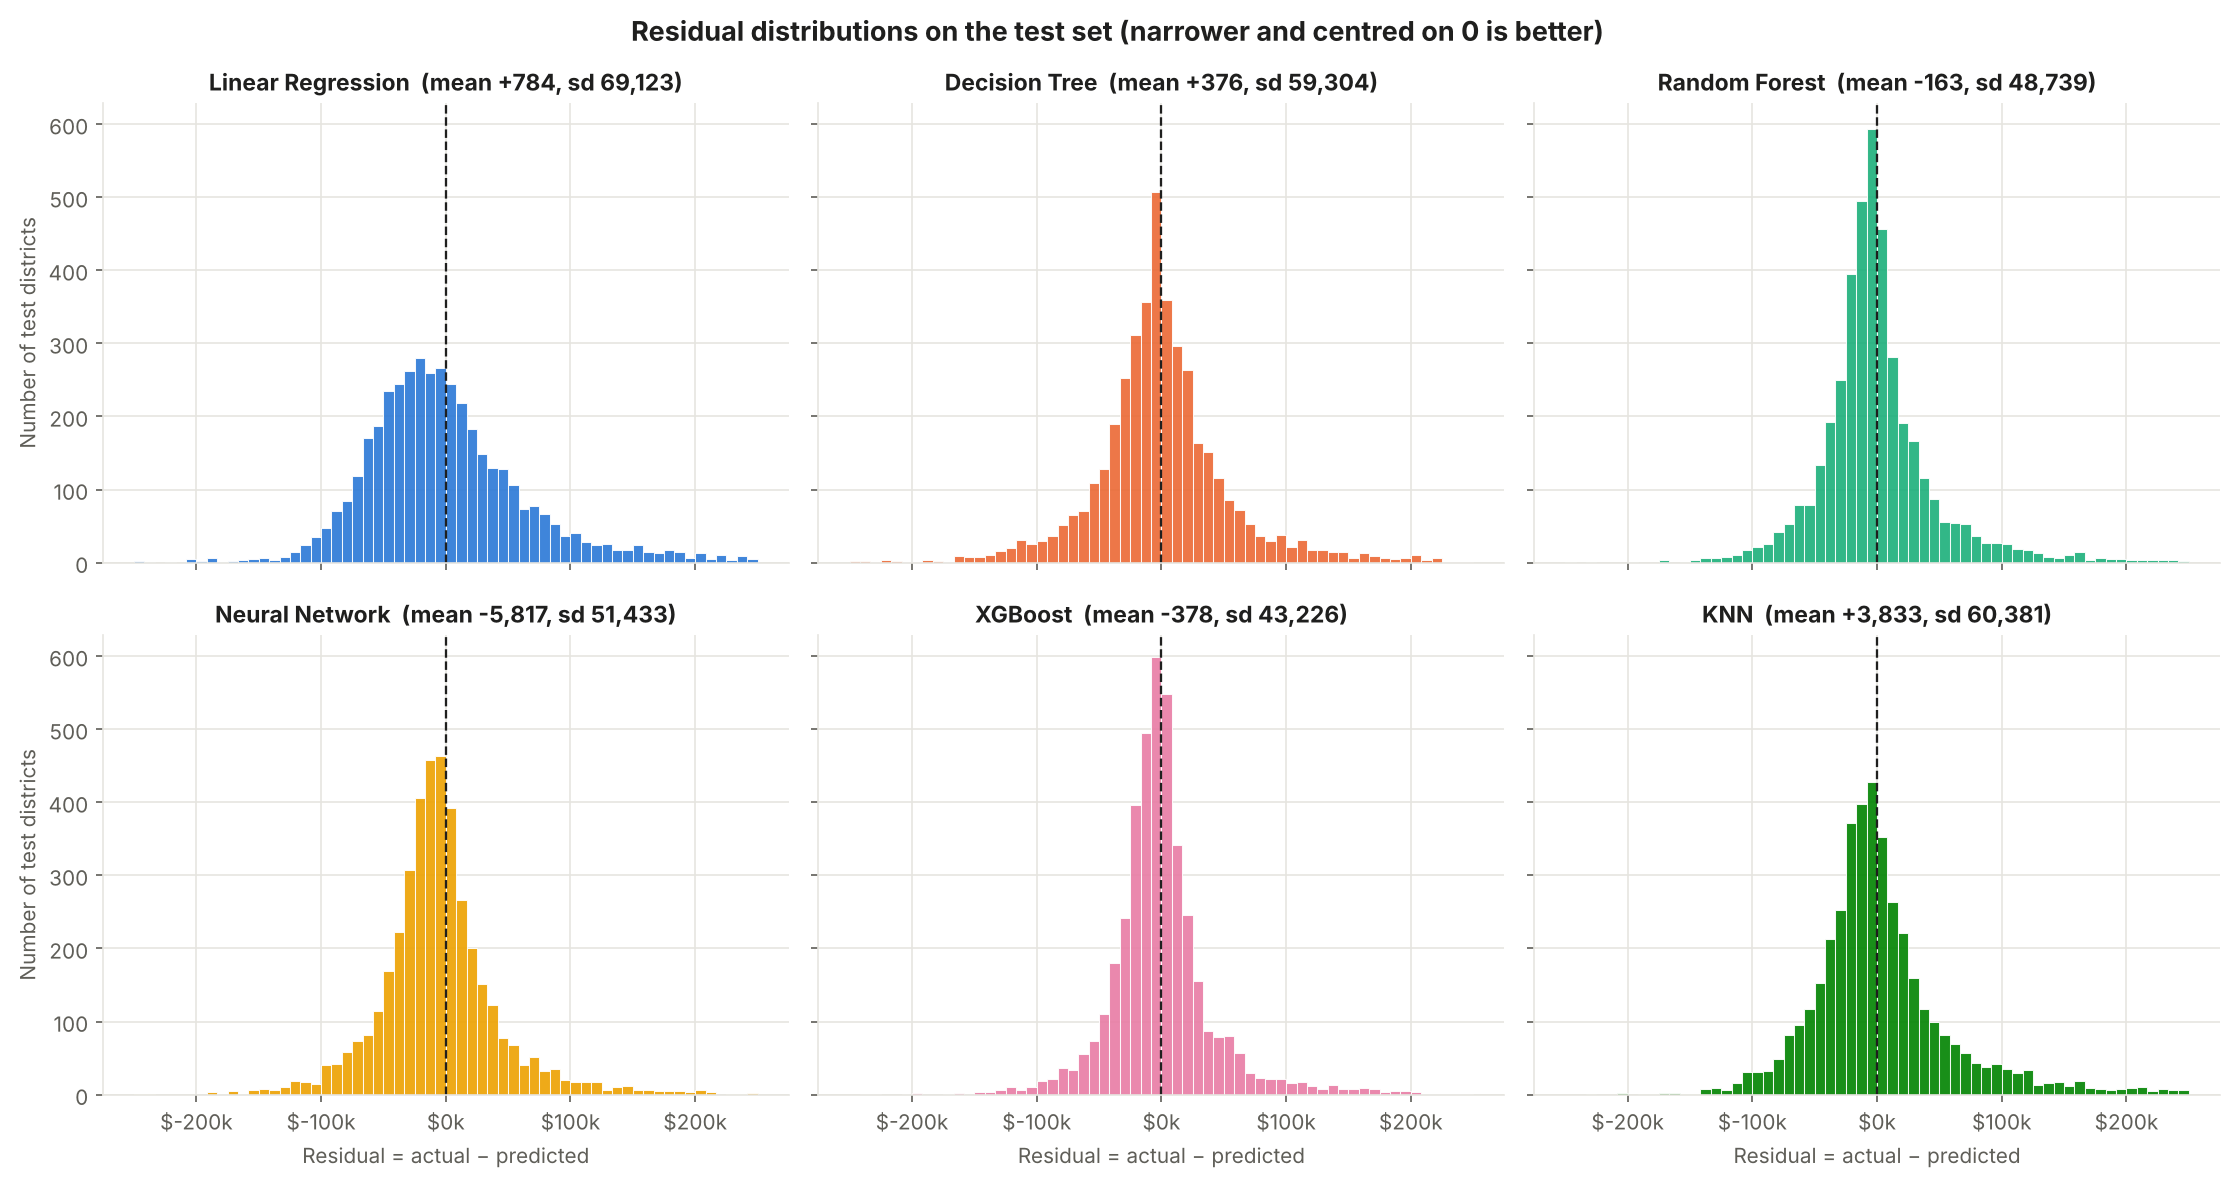 Residual distributions on the test set (narrower and centred on 0 is better)
Linear Regression (mean +784, sd 69,123)
Decision Tree (mean +376, sd 59,304)
Random Forest (mean -163, sd 48,739)
Number of test districts
600
500
400
300
200
100
0
Neural Network (mean -5,817, sd 51,433)
XGBoost (mean -378, sd 43,226)
KNN (mean +3,833, sd 60,381)
Number of test districts
600
500
400
300
200
100
0
$-200k $-100k $0k $100k $200k
$-200k $-100k $0k $100k $200k
$-200k $-100k $0k $100k $200k
Residual = actual − predicted
Residual = actual − predicted
Residual = actual − predicted